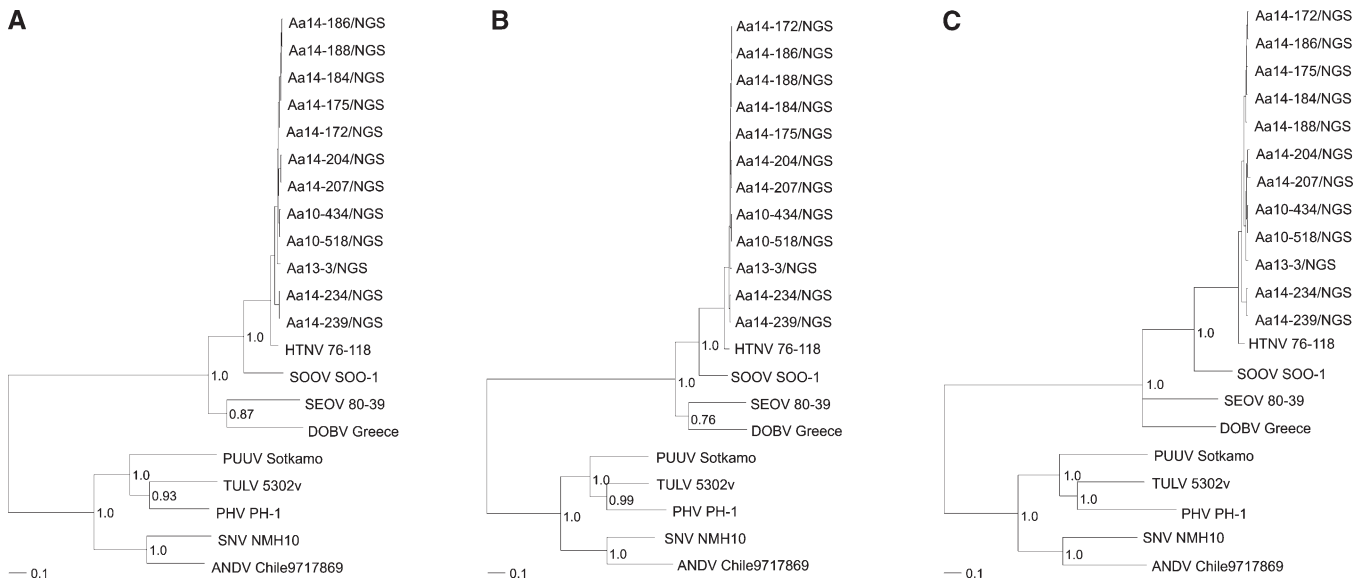 A
Aa14-186/NGS
Aa14-188/NGS
Aa14-184/NGS
Aa14-175/NGS
Aa14-172/NGS
Aa14-204/NGS
Aa14-207/NGS
Aa10-434/NGS
Aa10-518/NGS
Aa13-3/NGS
Aa14-234/NGS
Aa14-239/NGS
1.0
HTNV 76-118
1.0
SOOV SOO-1
SEOV 80-39
0.87
DOBV Greece
PUUV Sotkamo
1.0
TULV 5302v
0.93
PHV PH-1
1.0
SNV NMH10
1.0
ANDV Chile9717869
0.1
B
Aa14-172/NGS
Aa14-186/NGS
Aa14-188/NGS
Aa14-184/NGS
Aa14-175/NGS
Aa14-204/NGS
Aa14-207/NGS
Aa10-434/NGS
Aa10-518/NGS
Aa13-3/NGS
Aa14-234/NGS
Aa14-239/NGS
1.0
HTNV 76-118
SOOV SOO-1
1.0
SEOV 80-39
0.76
DOBV Greece
PUUV Sotkamo
1.0
TULV 5302v
0.99
PHV PH-1
1.0
SNV NMH10
1.0
ANDV Chile9717869
0.1
C
Aa14-172/NGS
Aa14-186/NGS
Aa14-175/NGS
Aa14-184/NGS
Aa14-188/NGS
Aa14-204/NGS
Aa14-207/NGS
Aa10-434/NGS
Aa10-518/NGS
Aa13-3/NGS
Aa14-234/NGS
Aa14-239/NGS
1.0
HTNV 76-118
SOOV SOO-1
1.0
SEOV 80-39
DOBV Greece
PUUV Sotkamo
1.0
TULV 5302v
1.0
PHV PH-1
1.0
SNV NMH10
1.0
ANDV Chile9717869
0.1